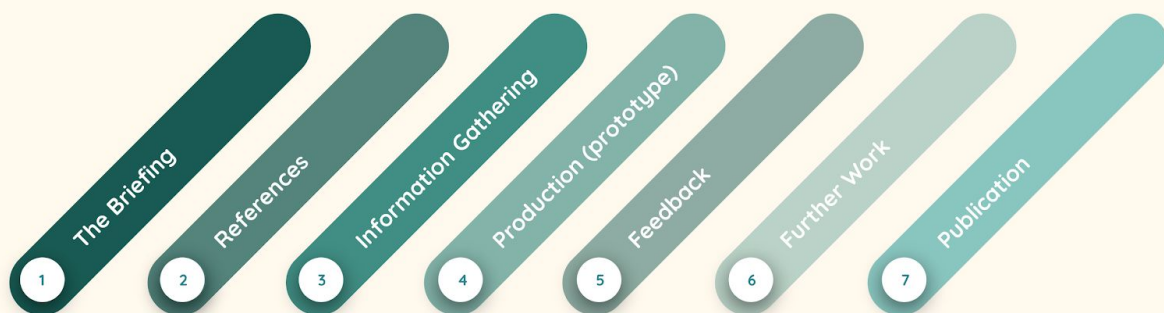 The Briefing
1
References
2
Information Gathering
3
Production (prototype)
4
Feedback
5
Further Work
6
Publication
7